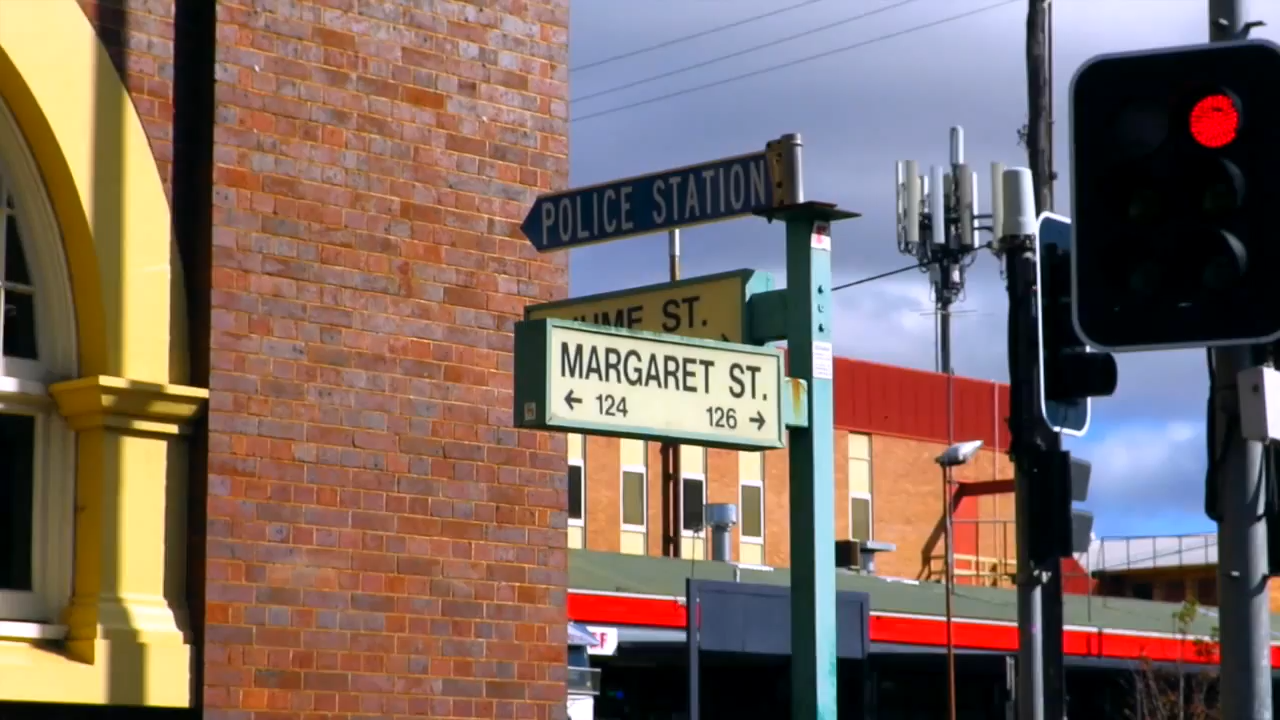 POLICE STATION
ST.
MARGARET ST.
← 124 126 →